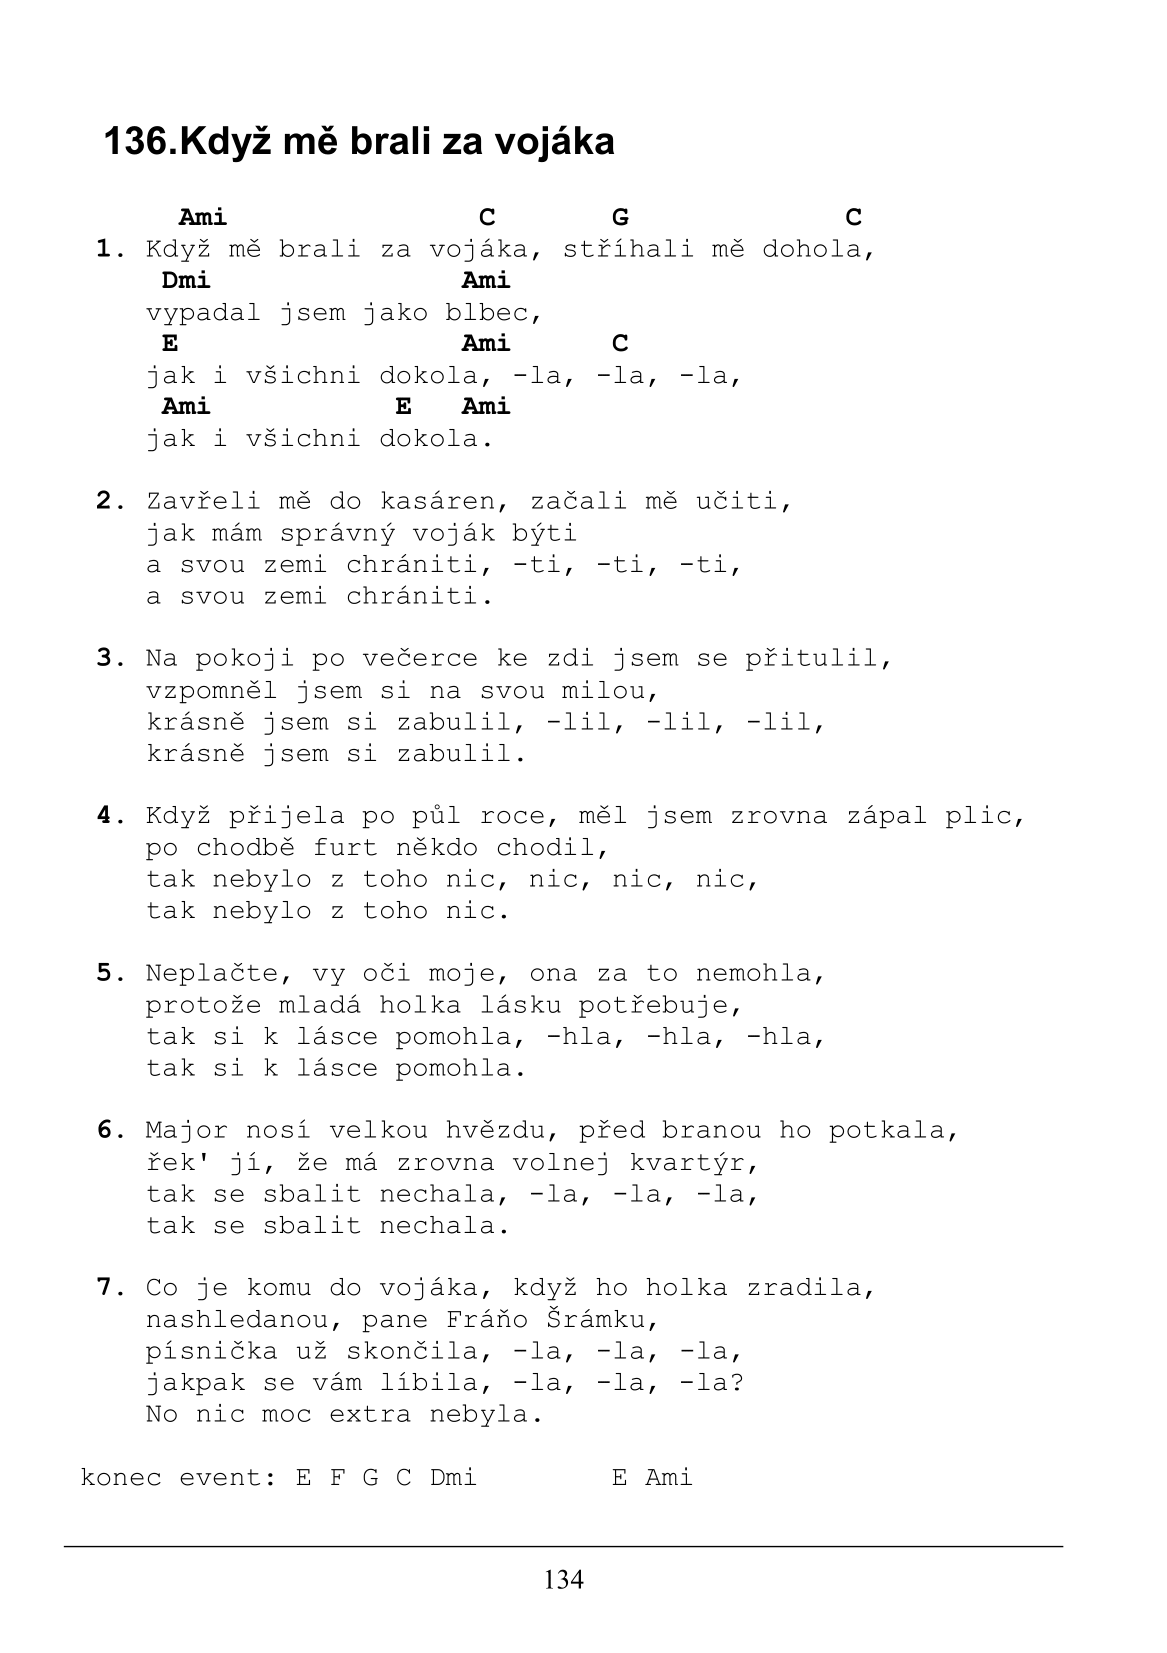 136.Když mě brali za vojáka
Ami C G C
1. Když mě brali za vojáka, stříhali mě dohola,
Dmi Ami
vypadal jsem jako blbec,
E Ami C
jak i všichni dokola, -la, -la, -la,
Ami E Ami
jak i všichni dokola.
2. Zavřeli mě do kasáren, začali mě učiti,
jak mám správný voják býti
a svou zemi chrániti, -ti, -ti, -ti,
a svou zemi chrániti.
3. Na pokoji po večerce ke zdi jsem se přitulil,
vzpomněl jsem si na svou milou,
krásně jsem si zabulil, -lil, -lil, -lil,
krásně jsem si zabulil.
4. Když přijela po půl roce, měl jsem zrovna zápal plic,
po chodbě furt někdo chodil,
tak nebylo z toho nic, nic, nic, nic,
tak nebylo z toho nic.
5. Neplačte, vy oči moje, ona za to nemohla,
protože mladá holka lásku potřebuje,
tak si k lásce pomohla, -hla, -hla, -hla,
tak si k lásce pomohla.
6. Major nosí velkou hvězdu, před branou ho potkala,
řek' jí, že má zrovna volnej kvartýr,
tak se sbalit nechala, -la, -la, -la,
tak se sbalit nechala.
7. Co je komu do vojáka, když ho holka zradila,
nashledanou, pane Fráňo Šrámku,
písnička už skončila, -la, -la, -la,
jakpak se vám líbila, -la, -la, -la?
No nic moc extra nebyla.
konec event: E F G C Dmi E Ami
134